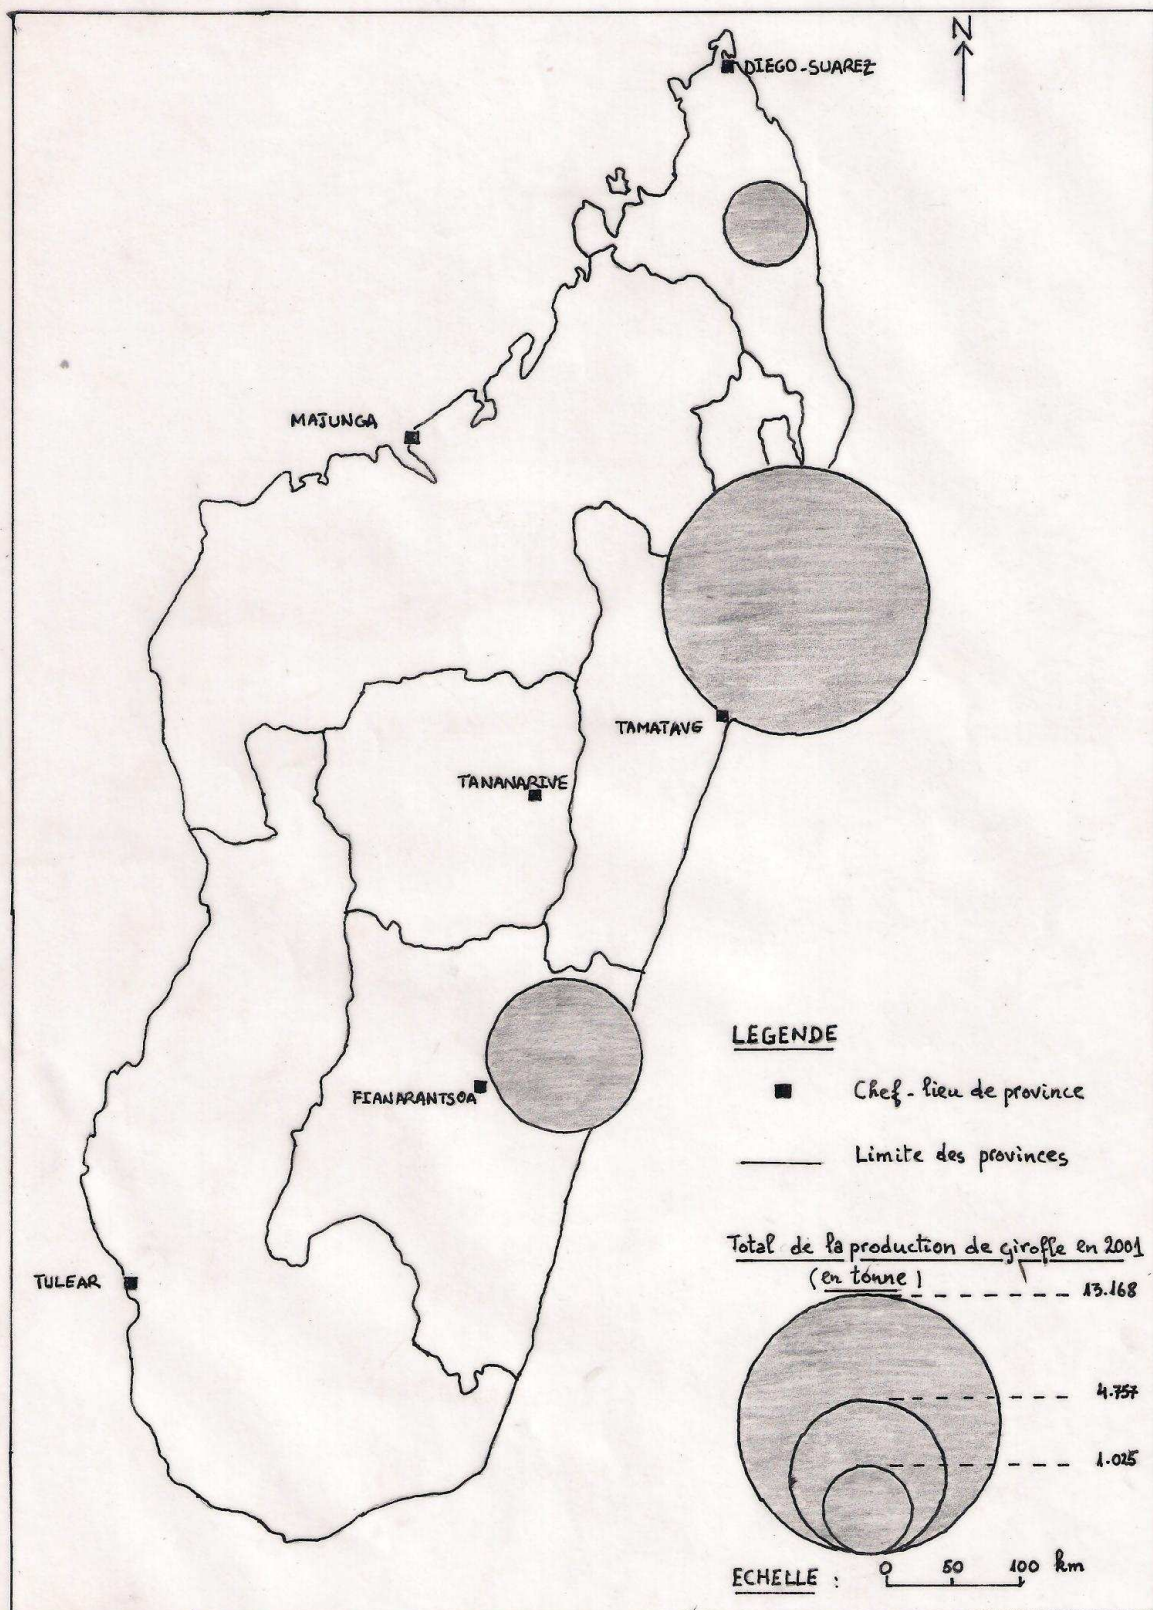 N
DIEGO-SUAREZ
MAJUNGA
TAMATAVE
TANANARIVE
FIANARANTSOA
TULEAR
LEGENDE
Chef-lieu de province
Limite des provinces
Total de la production de girofle en 2001
(en tonne)
13.168
4.757
1.025
ECHELLE : 0 50 100 km